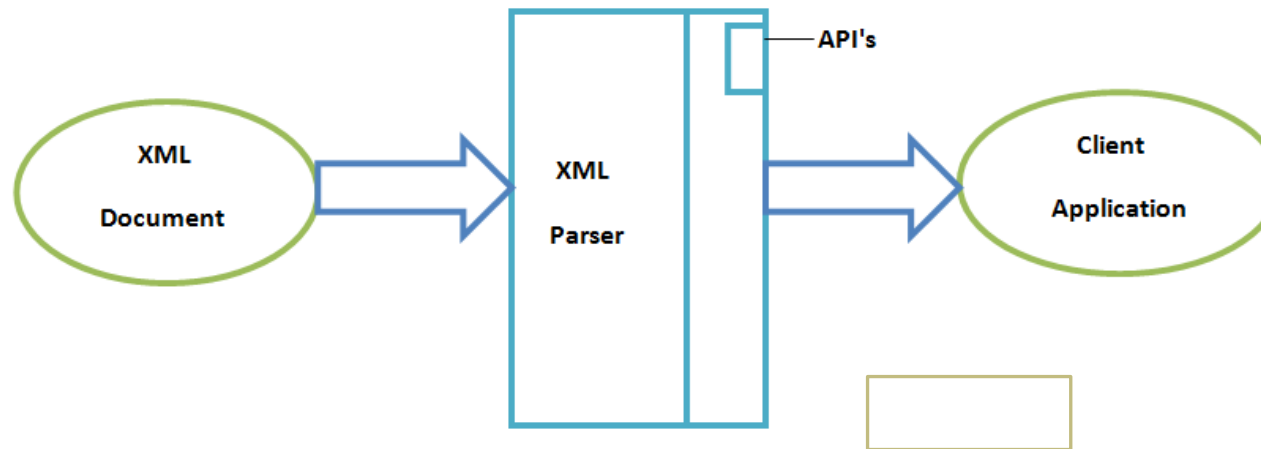 API's
XML
Document
XML
Parser
Client
Application